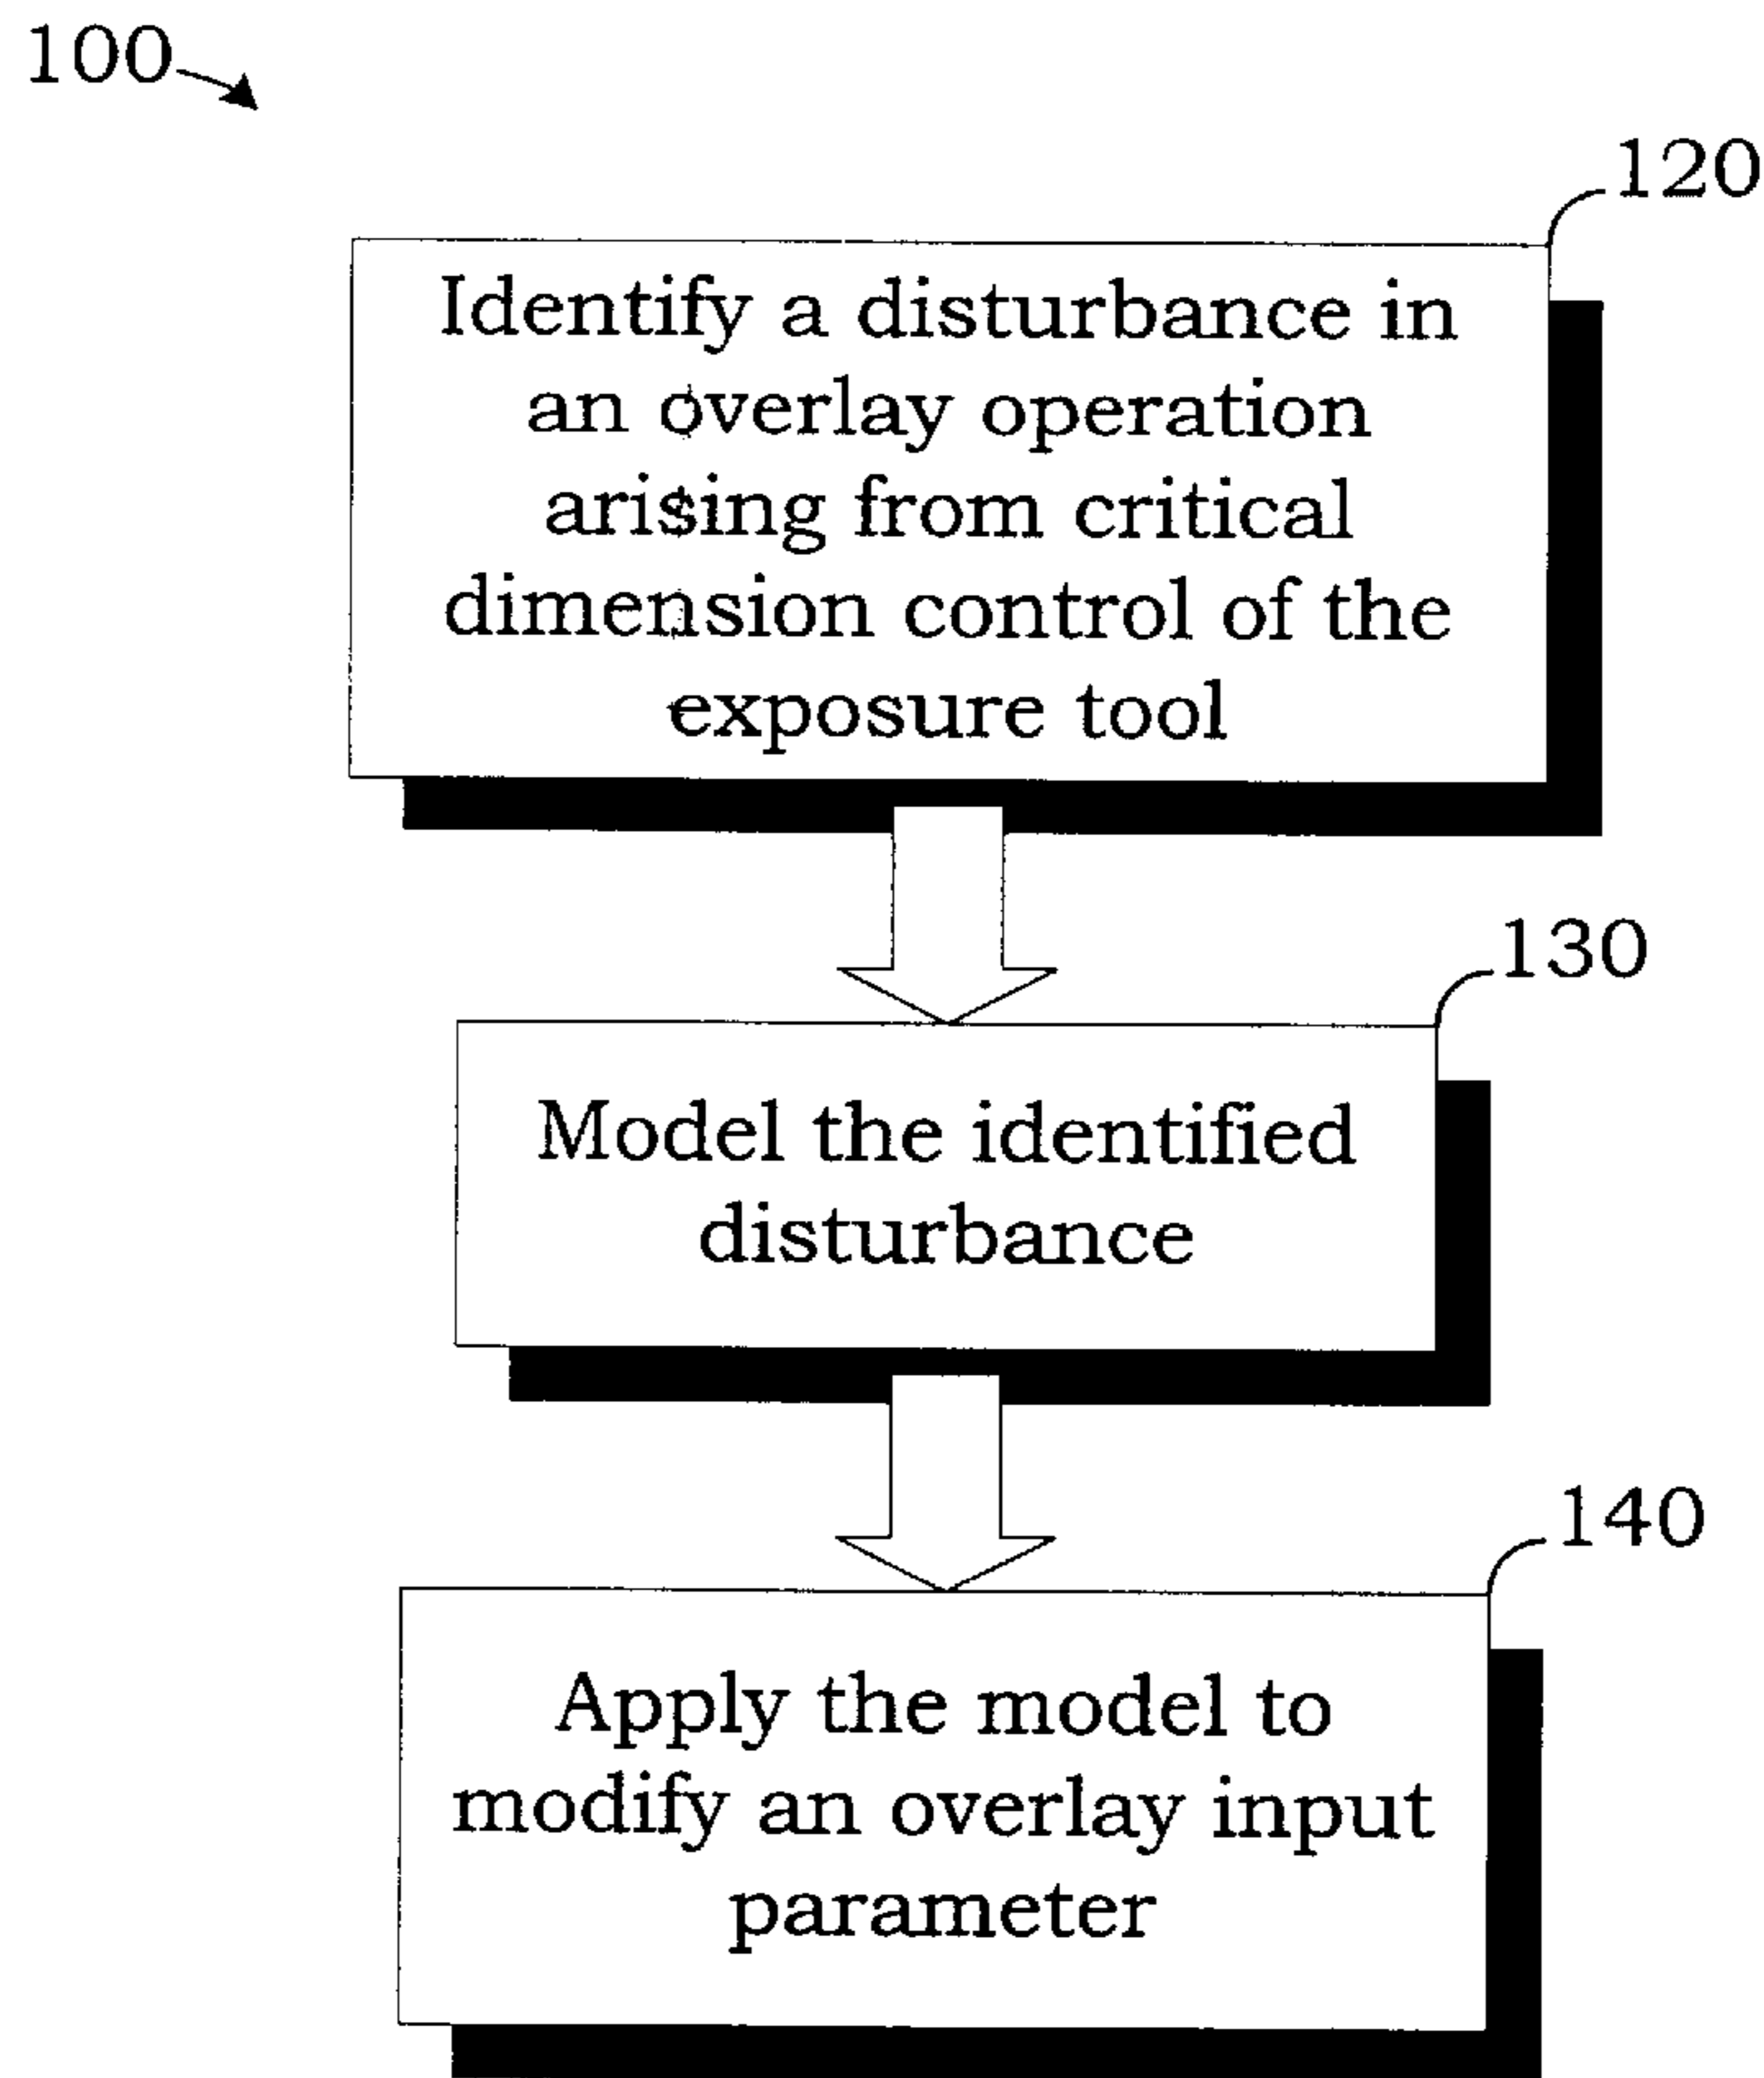 100
120
Identify a disturbance in
an overlay operation
arising from critical
dimension control of the
exposure tool
130
Model the identified
disturbance
140
Apply the model to
modify an overlay input
parameter